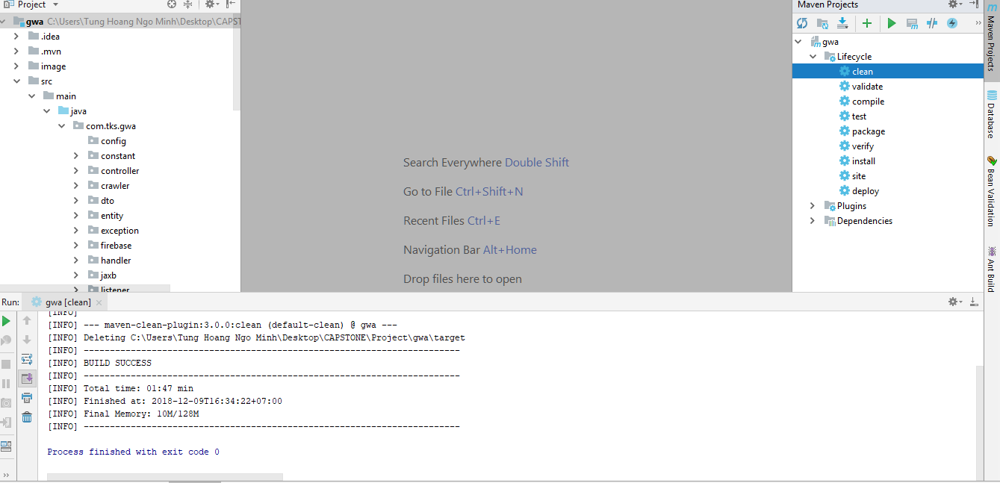 Project
gwa C:\Users\Tung Hoang Ngo Minh\Desktop\CAPST
.idea
.mvn
image
src
main
java
com.tks.gwa
config
constant
controller
crawler
dto
entity
exception
firebase
handler
jaxb
listener
Search Everywhere Double Shift
Go to File Ctrl+Shift+N
Recent Files Ctrl+E
Navigation Bar Alt+Home
Drop files here to open
Maven Projects
gwa
Lifecycle
clean
validate
compile
test
package
verify
install
site
deploy
Plugins
Dependencies
Maven Projects
Database
Bean Validation
Ant Build
Run: gwa [clean]
[INFO]
[INFO] --- maven-clean-plugin:3.0.0:clean (default-clean) @ gwa ---
[INFO] Deleting C:\Users\Tung Hoang Ngo Minh\Desktop\CAPSTONE\Project\gwa\target
[INFO] ------------------------------------------------------------------------
[INFO] BUILD SUCCESS
[INFO] ------------------------------------------------------------------------
[INFO] Total time: 01:47 min
[INFO] Finished at: 2018-12-09T16:34:22+07:00
[INFO] Final Memory: 10M/128M
[INFO] ------------------------------------------------------------------------
Process finished with exit code 0